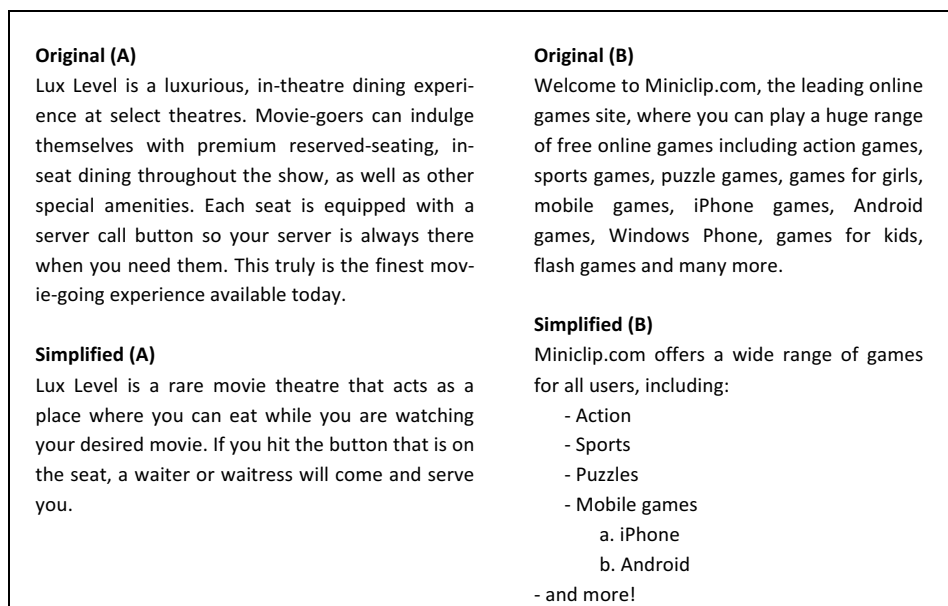 Original (A)
Lux Level is a luxurious, in-theatre dining experi-
ence at select theatres. Movie-goers can indulge
themselves with premium reserved-seating, in-
seat dining throughout the show, as well as other
special amenities. Each seat is equipped with a
server call button so your server is always there
when you need them. This truly is the finest mov-
ie-going experience available today.
Simplified (A)
Lux Level is a rare movie theatre that acts as a
place where you can eat while you are watching
your desired movie. If you hit the button that is on
the seat, a waiter or waitress will come and serve
you.
Original (B)
Welcome to Miniclip.com, the leading online
games site, where you can play a huge range
of free online games including action games,
sports games, puzzle games, games for girls,
mobile games, iPhone games, Android
games, Windows Phone, games for kids,
flash games and many more.
Simplified (B)
Miniclip.com offers a wide range of games
for all users, including:
- Action
- Sports
- Puzzles
- Mobile games
a. iPhone
b. Android
- and more!